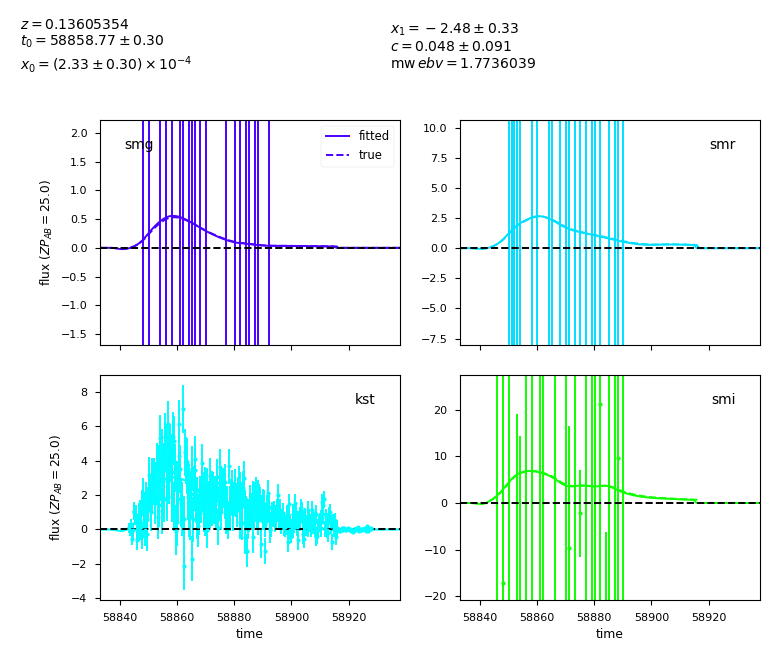 z = 0.13605354
t₀ = 58858.77 ± 0.30
x₀ = (2.33 ± 0.30) × 10⁻⁴
x₁ = −2.48 ± 0.33
c = 0.048 ± 0.091
mw ebv = 1.7736039
smg
fitted
true
2.0
1.5
1.0
0.5
0.0
−0.5
−1.0
−1.5
flux (ZP_AB = 25.0)
smr
10.0
7.5
5.0
2.5
0.0
−2.5
−5.0
−7.5
kst
8
6
4
2
0
−2
−4
flux (ZP_AB = 25.0)
58840 58860 58880 58900 58920
time
smi
20
10
0
−10
−20
58840 58860 58880 58900 58920
time